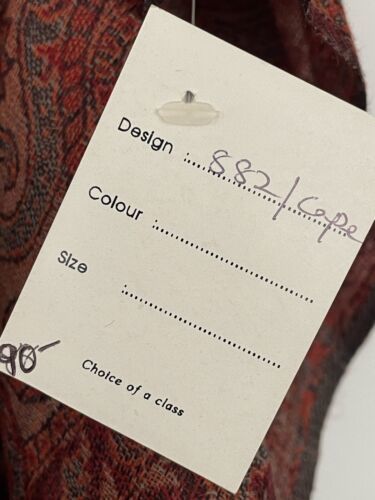 Design :..... 882/Cape
Colour :.....................................
Size :.....................................
90
Choice of a class